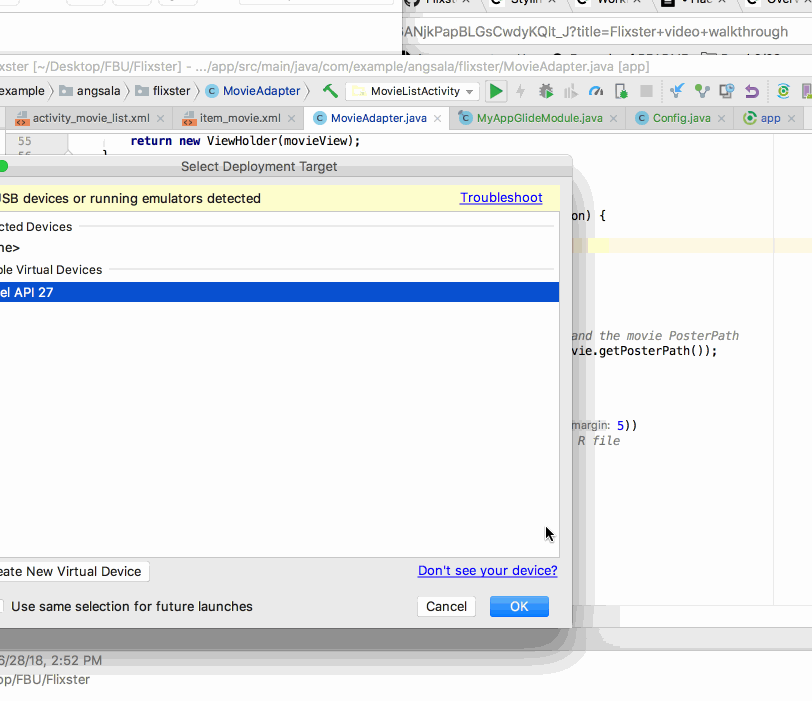 Flixst
Stylin
Work
Hac
Over
ANjkPapBLGsCwdyKQit_J?title=Flixster+video+walkthrough
xster [~/Desktop/FBU/Flixster] - .../app/src/main/java/com/example/angsala/flixster/MovieAdapter.java [app]
example angsala flixster MovieAdapter MovieListActivity
activity_movie_list.xml item_movie.xml MovieAdapter.java MyAppGlideModule.java Config.java app
55 return new ViewHolder(movieView);
56 }
Select Deployment Target
USB devices or running emulators detected Troubleshoot
cted Devices
on) {
ne>
ble Virtual Devices
el API 27
and the movie PosterPath
vie.getPosterPath());
margin: 5))
R file
eate New Virtual Device Don't see your device?
Use same selection for future launches Cancel OK
6/28/18, 2:52 PM
op/FBU/Flixster